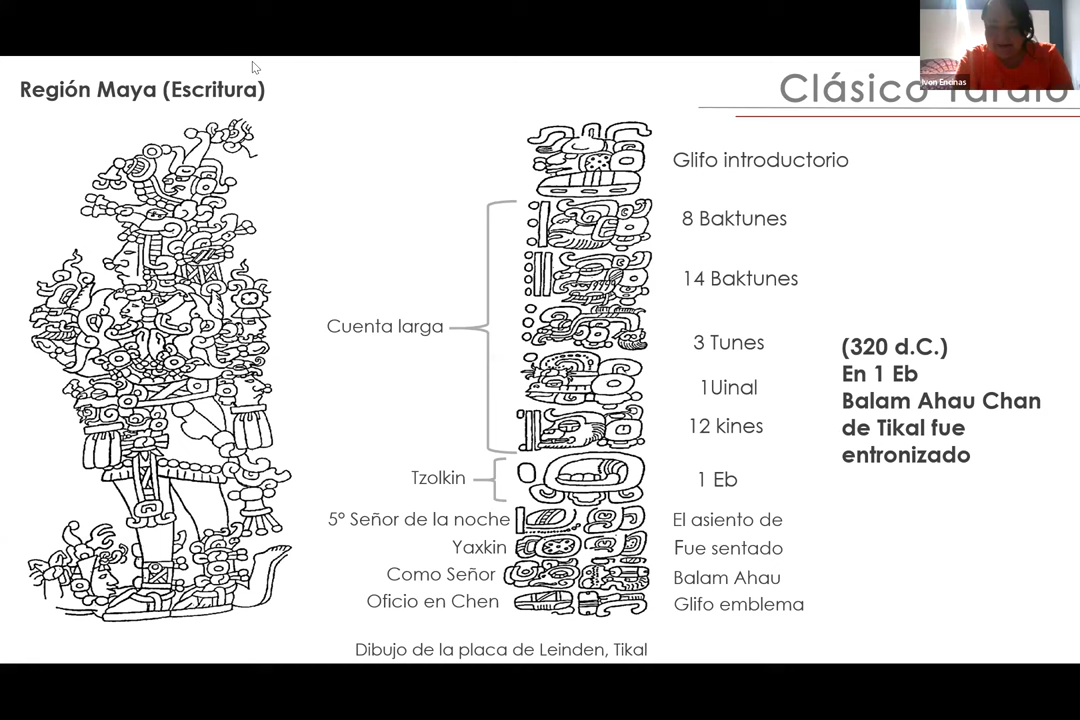 Ivon Encinas
Región Maya (Escritura)
Clásico
Glifo introductorio
8 Baktunes
14 Baktunes
Cuenta larga
3 Tunes
1Uinal
12 kines
(320 d.C.)
En 1 Eb
Balam Ahau Chan
de Tikal fue
entronizado
Tzolkin
1 Eb
5° Señor de la noche
El asiento de
Yaxkin
Fue sentado
Como Señor
Balam Ahau
Oficio en Chen
Glifo emblema
Dibujo de la placa de Leinden, Tikal